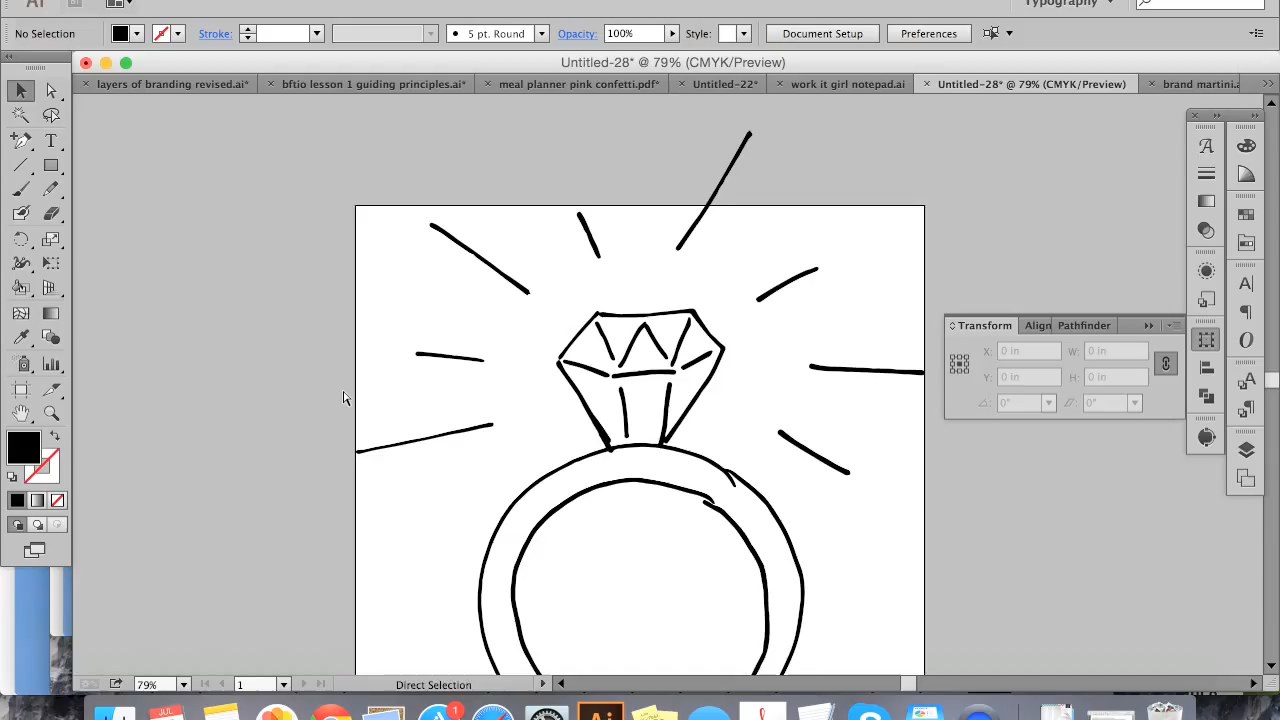 Typography
No Selection
Stroke:
5 pt. Round
Opacity: 100%
Style:
Document Setup
Preferences
Untitled-28* @ 79% (CMYK/Preview)
× layers of branding revised.ai*
× bftio lesson 1 guiding principles.ai*
× meal planner pink confetti.pdf*
× Untitled-22*
× work it girl notepad.ai
× Untitled-28* @ 79% (CMYK/Preview)
× brand martini.a
Transform
Align
Pathfinder
X: 0 in
W: 0 in
Y: 0 in
H: 0 in
0°
0°
79%
1
Direct Selection
JUL
1
Ai